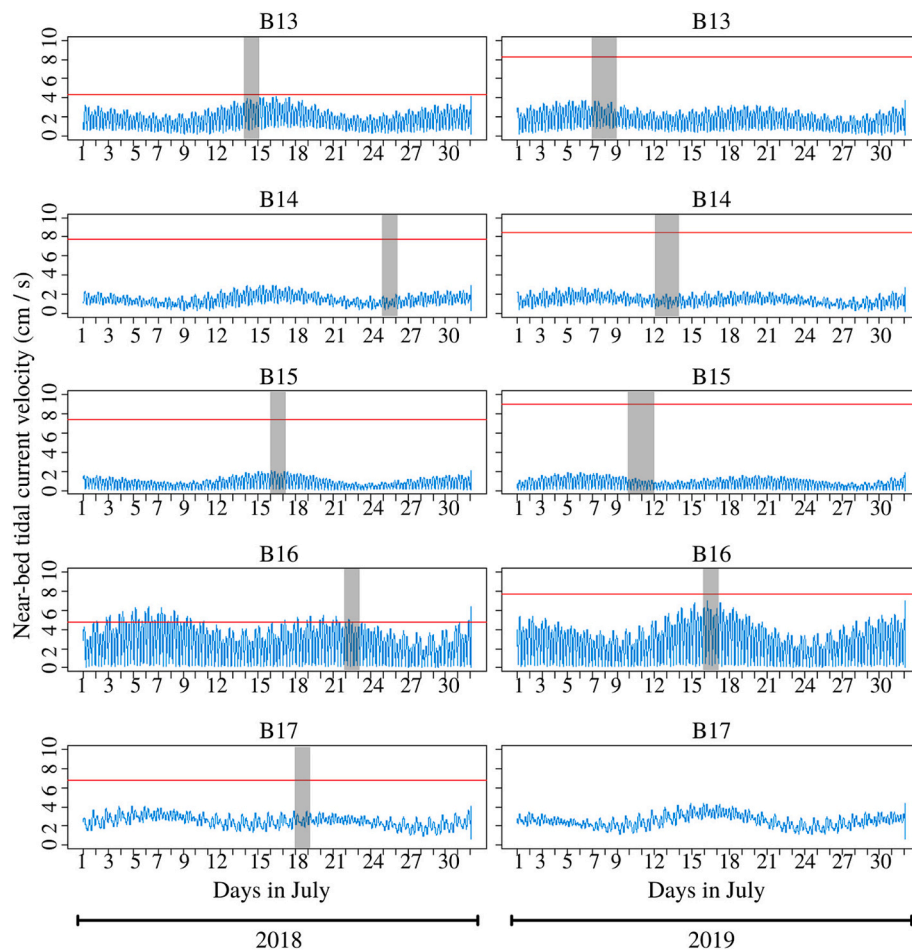 B13
B13
0 2 4 6 8 10
1 3 5 7 9 12 15 18 21 24 27 30
1 3 5 7 9 12 15 18 21 24 27 30
B14
B14
0 2 4 6 8 10
1 3 5 7 9 12 15 18 21 24 27 30
1 3 5 7 9 12 15 18 21 24 27 30
B15
B15
0 2 4 6 8 10
1 3 5 7 9 12 15 18 21 24 27 30
1 3 5 7 9 12 15 18 21 24 27 30
Near-bed tidal current velocity (cm / s)
B16
B16
0 2 4 6 8 10
1 3 5 7 9 12 15 18 21 24 27 30
1 3 5 7 9 12 15 18 21 24 27 30
B17
B17
0 2 4 6 8 10
1 3 5 7 9 12 15 18 21 24 27 30
1 3 5 7 9 12 15 18 21 24 27 30
Days in July
Days in July
2018
2019